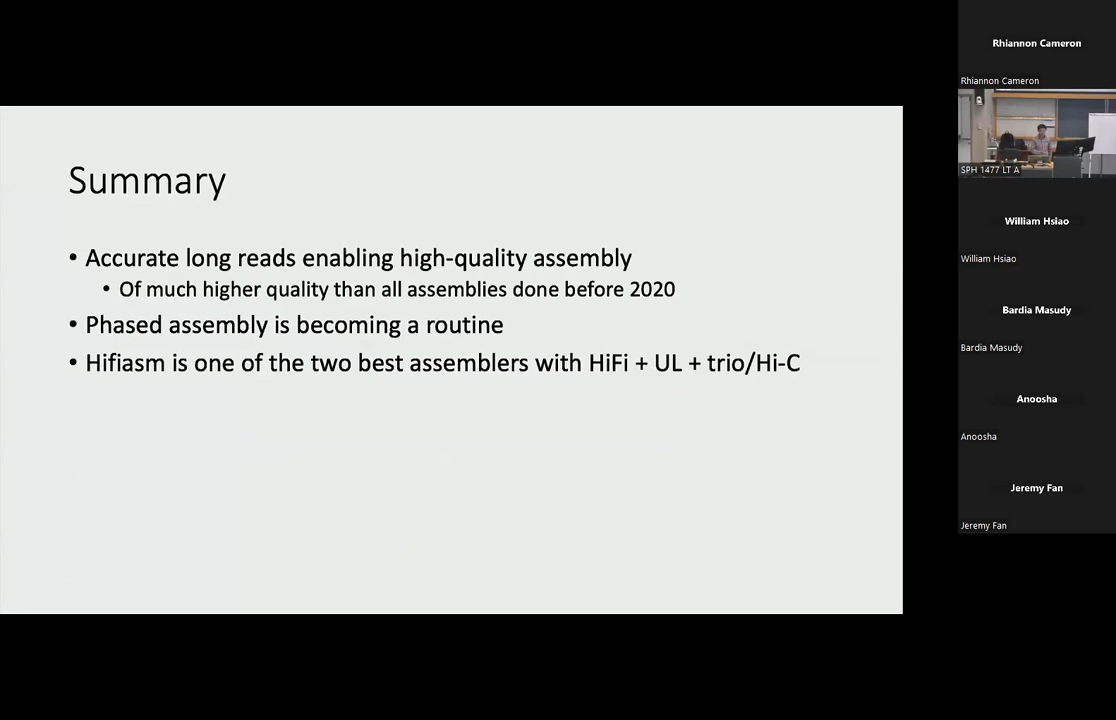 Summary
• Accurate long reads enabling high-quality assembly
• Of much higher quality than all assemblies done before 2020
• Phased assembly is becoming a routine
• Hifiasm is one of the two best assemblers with HiFi + UL + trio/Hi-C
Rhiannon Cameron
Rhiannon Cameron
SPH 1477 LT A
William Hsiao
William Hsiao
Bardia Masudy
Bardia Masudy
Anoosha
Anoosha
Jeremy Fan
Jeremy Fan